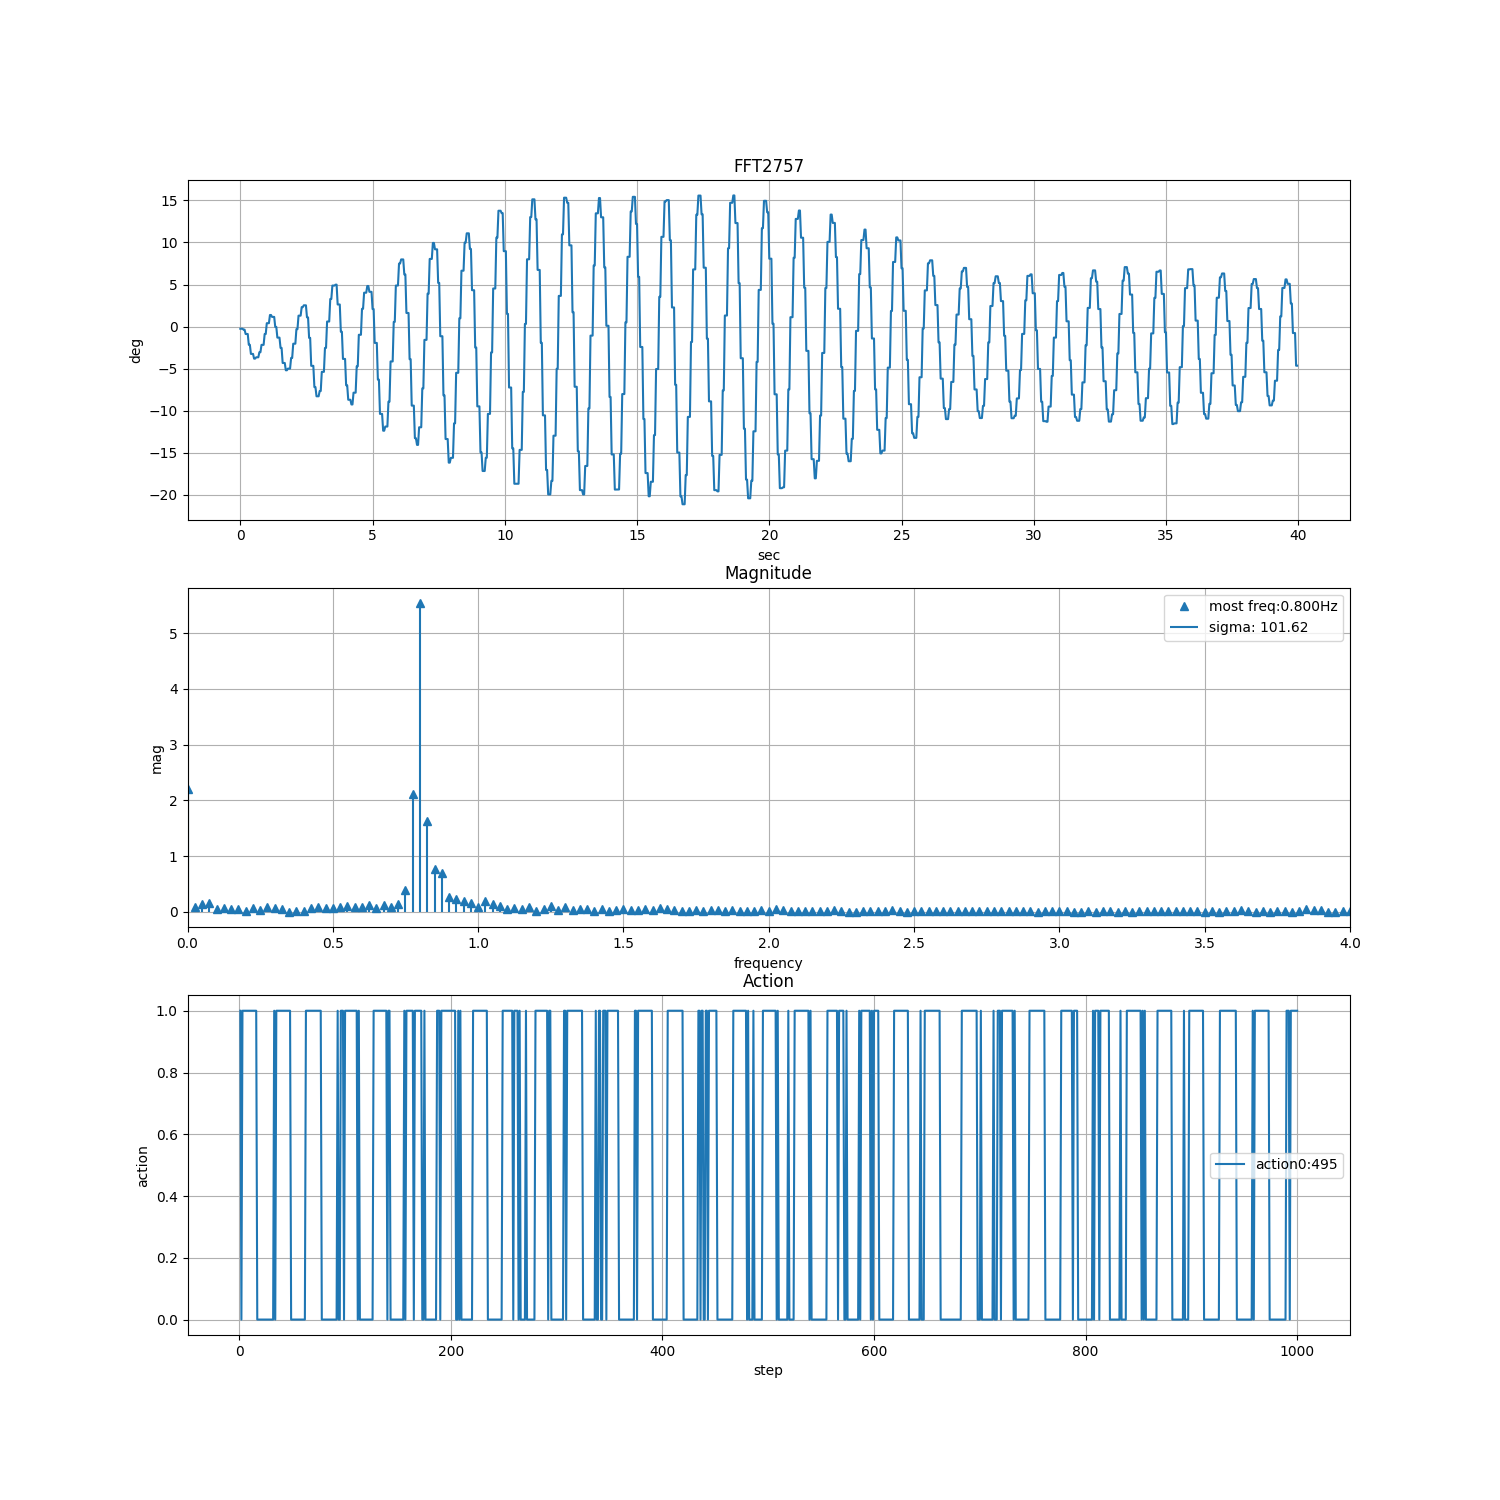 FFT2757
15
10
5
0
−5
−10
−15
−20
deg
0 5 10 15 20 25 30 35 40
sec
Magnitude
most freq:0.800Hz
sigma: 101.62
5
4
3
2
1
0
mag
0.0 0.5 1.0 1.5 2.0 2.5 3.0 3.5 4.0
frequency
Action
1.0
0.8
0.6
0.4
0.2
0.0
action
action0:495
0 200 400 600 800 1000
step